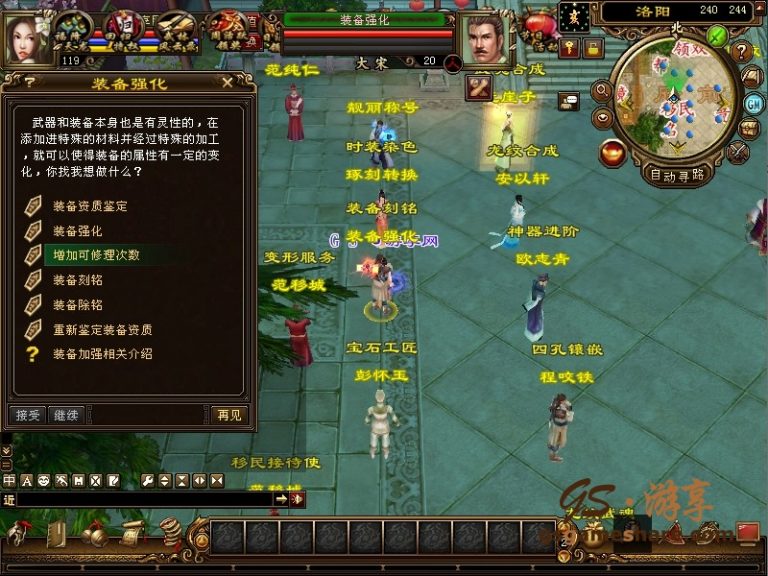 装备强化
洛阳
240 244
北
119
大宋
20
装备强化
?
武器和装备本身也是有灵性的，在
添加进特殊的材料并经过特殊的加工
，就可以使得装备的属性有一定的变
化，你找我想做什么？
装备资质鉴定
装备强化
增加可修理次数
装备刻铭
装备除铭
重新鉴定装备资质
装备加强相关介绍
接受
继续
再见
范纯仁
靓丽称号
时装染色
琢刻转换
装备刻铭
装备强化
变形服务
范移城
宝石工匠
彭怀玉
移民接待使
龙纹合成
安以轩
神器进阶
欧志青
四孔镶嵌
程咬铁
自动寻路
GM
近
GS·游享